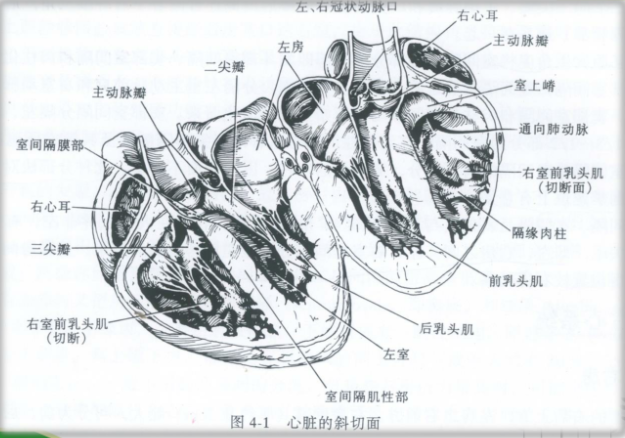 左、右冠状动脉口
右心耳
主动脉瓣
左房
二尖瓣
室上嵴
主动脉瓣
通向肺动脉
室间隔膜部
右室前乳头肌
(切断面)
右心耳
隔缘肉柱
三尖瓣
前乳头肌
右室前乳头肌
(切断)
后乳头肌
左室
室间隔肌性部
图 4-1 心脏的斜切面